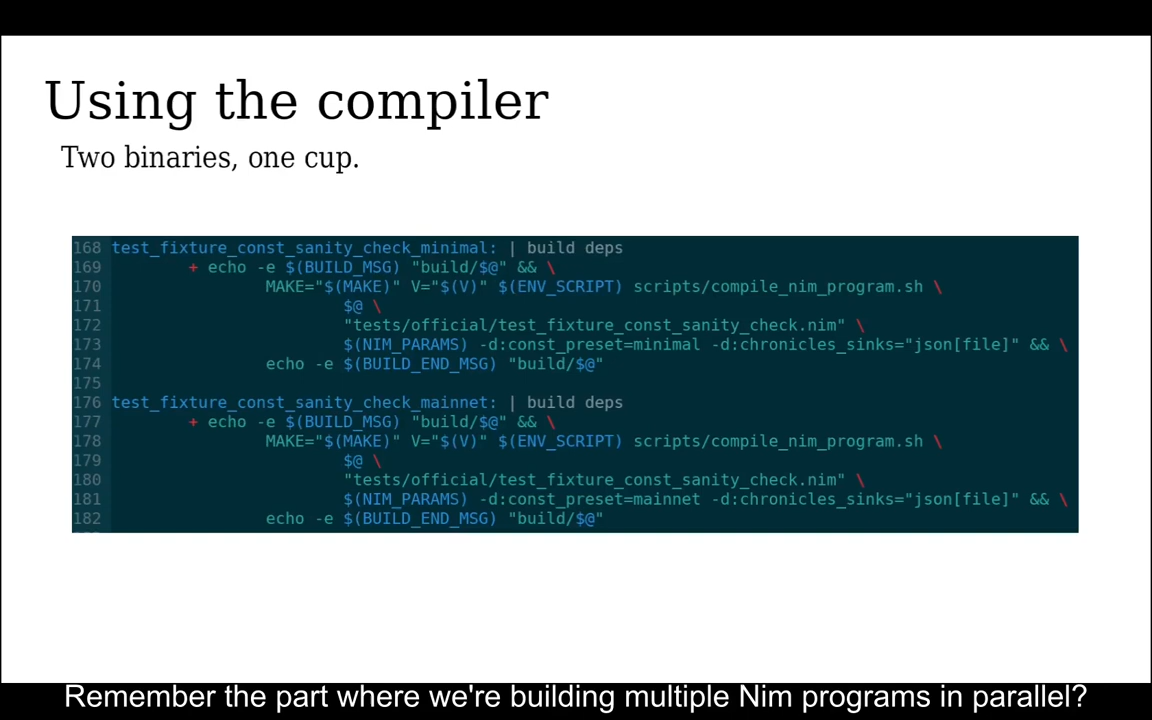 Using the compiler
Two binaries, one cup.
168 test_fixture_const_sanity_check_minimal: | build deps
169 + echo -e $(BUILD_MSG) "build/$@" && \
170 MAKE="$(MAKE)" V="$(V)" $(ENV_SCRIPT) scripts/compile_nim_program.sh \
171 $@ \
172 "tests/official/test_fixture_const_sanity_check.nim" \
173 $(NIM_PARAMS) -d:const_preset=minimal -d:chronicles_sinks="json[file]" && \
174 echo -e $(BUILD_END_MSG) "build/$@"
175
176 test_fixture_const_sanity_check_mainnet: | build deps
177 + echo -e $(BUILD_MSG) "build/$@" && \
178 MAKE="$(MAKE)" V="$(V)" $(ENV_SCRIPT) scripts/compile_nim_program.sh \
179 $@ \
180 "tests/official/test_fixture_const_sanity_check.nim" \
181 $(NIM_PARAMS) -d:const_preset=mainnet -d:chronicles_sinks="json[file]" && \
182 echo -e $(BUILD_END_MSG) "build/$@"
Remember the part where we're building multiple Nim programs in parallel?